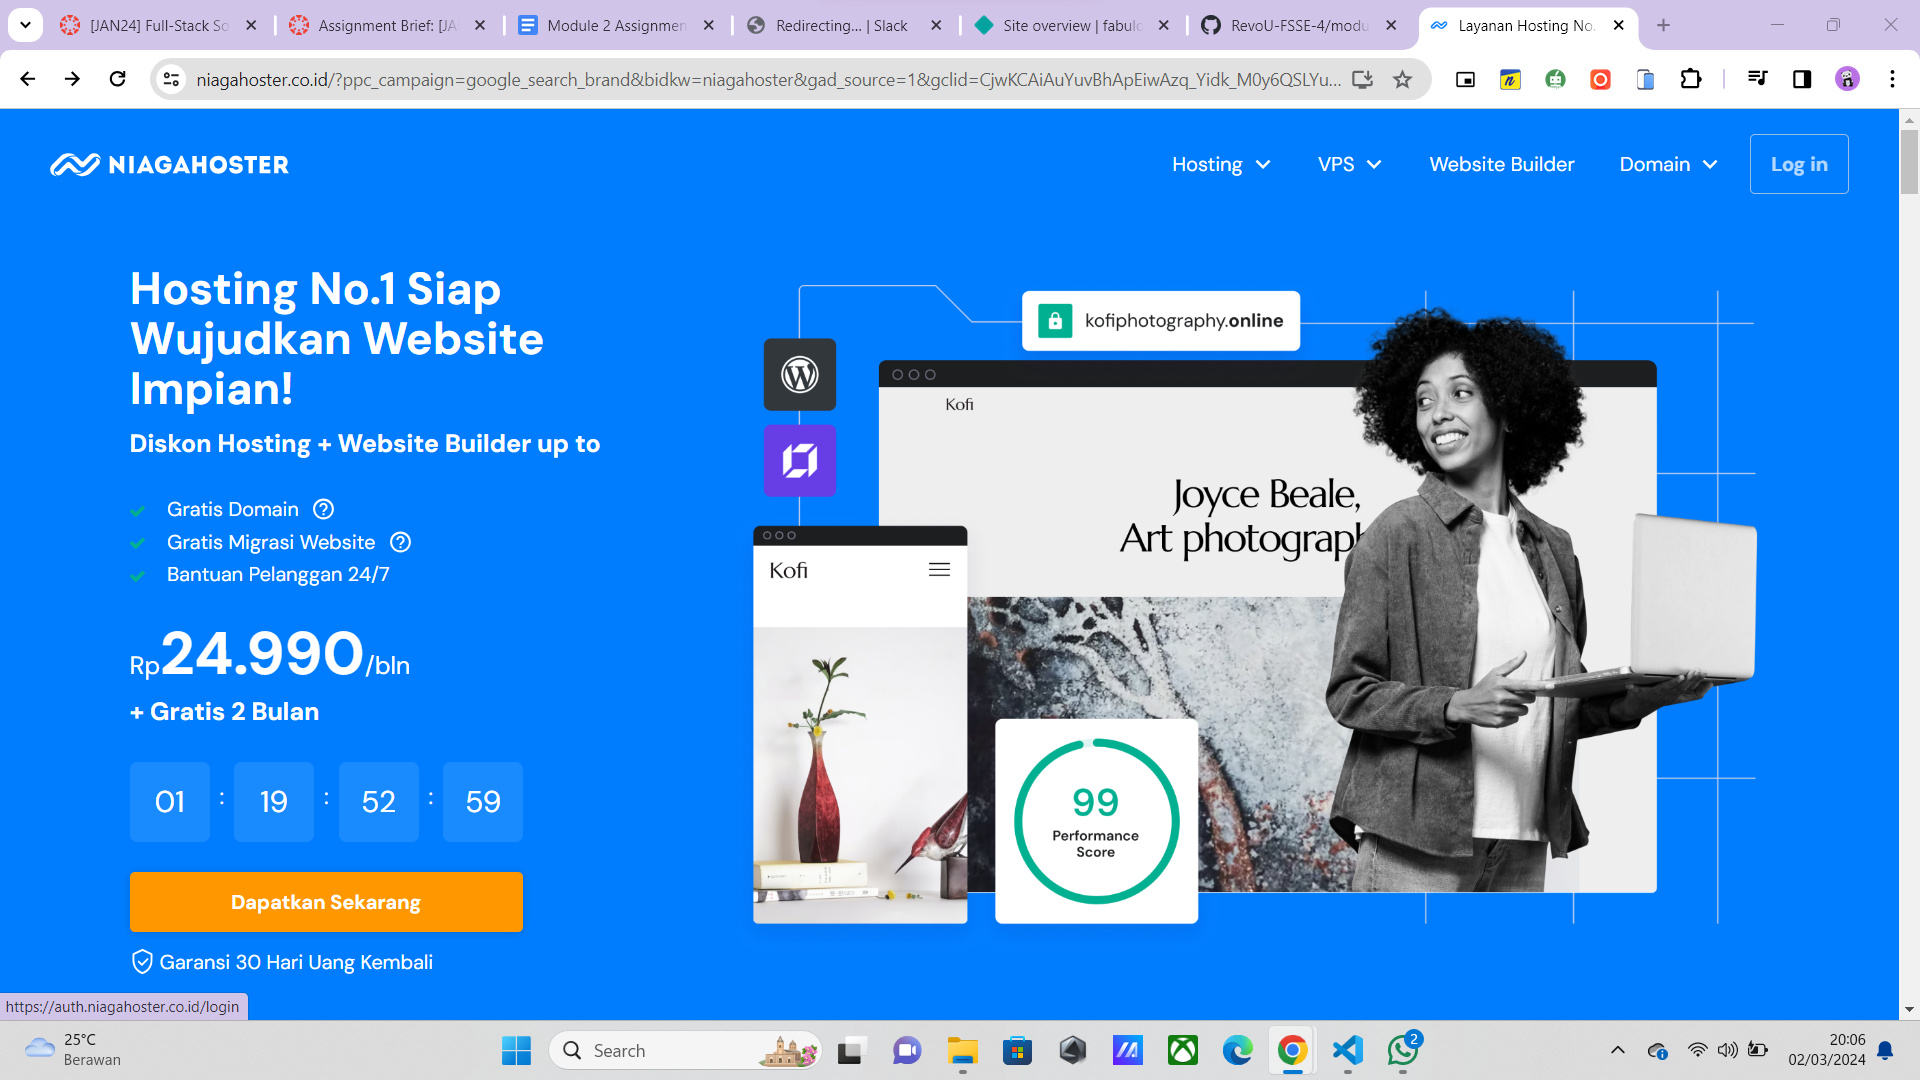 [JAN24] Full-Stack So
Assignment Brief: [JA
Module 2 Assignmen
Redirecting... | Slack
Site overview | fabulo
RevoU-FSSE-4/modu
Layanan Hosting No.
niagahoster.co.id/?ppc_campaign=google_search_brand&bidkw=niagahoster&gad_source=1&gclid=CjwKCAiAuYuvBhApEiwAzq_Yidk_M0y6QSLYu...
NIAGAHOSTER
Hosting
VPS
Website Builder
Domain
Log in
Hosting No.1 Siap
Wujudkan Website
Impian!
Diskon Hosting + Website Builder up to
Gratis Domain
Gratis Migrasi Website
Bantuan Pelanggan 24/7
Rp24.990/bln
+ Gratis 2 Bulan
01 : 19 : 52 : 59
Dapatkan Sekarang
Garansi 30 Hari Uang Kembali
kofiphotography.online
Kofi
Joyce Beale,
Art photograph
Kofi
99
Performance
Score
https://auth.niagahoster.co.id/login
25°C
Berawan
Search
2
20:06
02/03/2024